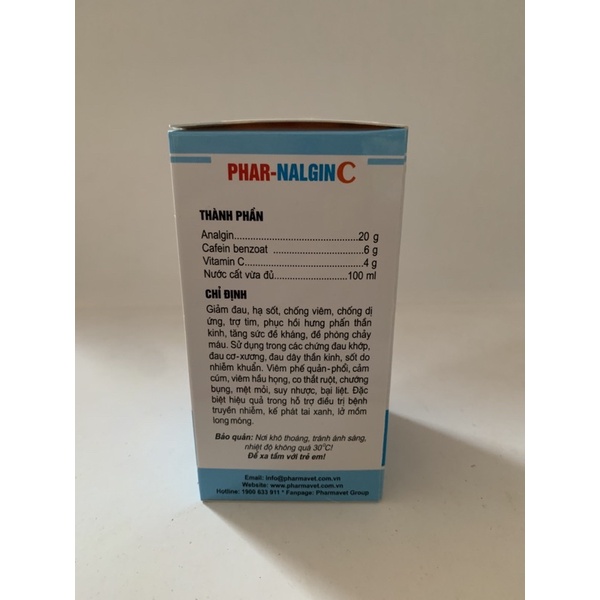 PHAR-NALGIN C
THÀNH PHẦN
Analgin..............................20 g
Cafein benzoat ........................6 g
Vitamin C..............................4 g
Nước cất vừa đủ...................100 ml
CHỈ ĐỊNH
Giảm đau, hạ sốt, chống viêm, chống dị
ứng, trợ tim, phục hồi hưng phấn thần
kinh, tăng sức đề kháng, đề phòng chảy
máu. Sử dụng trong các chứng đau khớp,
đau cơ-xương, đau dây thần kinh, sốt do
nhiễm khuẩn. Viêm phế quản-phổi, cảm
cúm, viêm hầu họng, co thắt ruột, chướng
bụng, mệt mỏi, suy nhược, bại liệt. Đặc
biệt hiệu quả trong hỗ trợ điều trị bệnh
truyền nhiễm, kế phát tai xanh, lở mồm
long móng.
Bảo quản: Nơi khô thoáng, tránh ánh sáng,
nhiệt độ không quá 30°C!
Để xa tầm với trẻ em!
Email: info@pharmavet.com.vn
Website: www.pharmavet.com.vn
Hotline: 1900 633 911 * Fanpage: Pharmavet Group